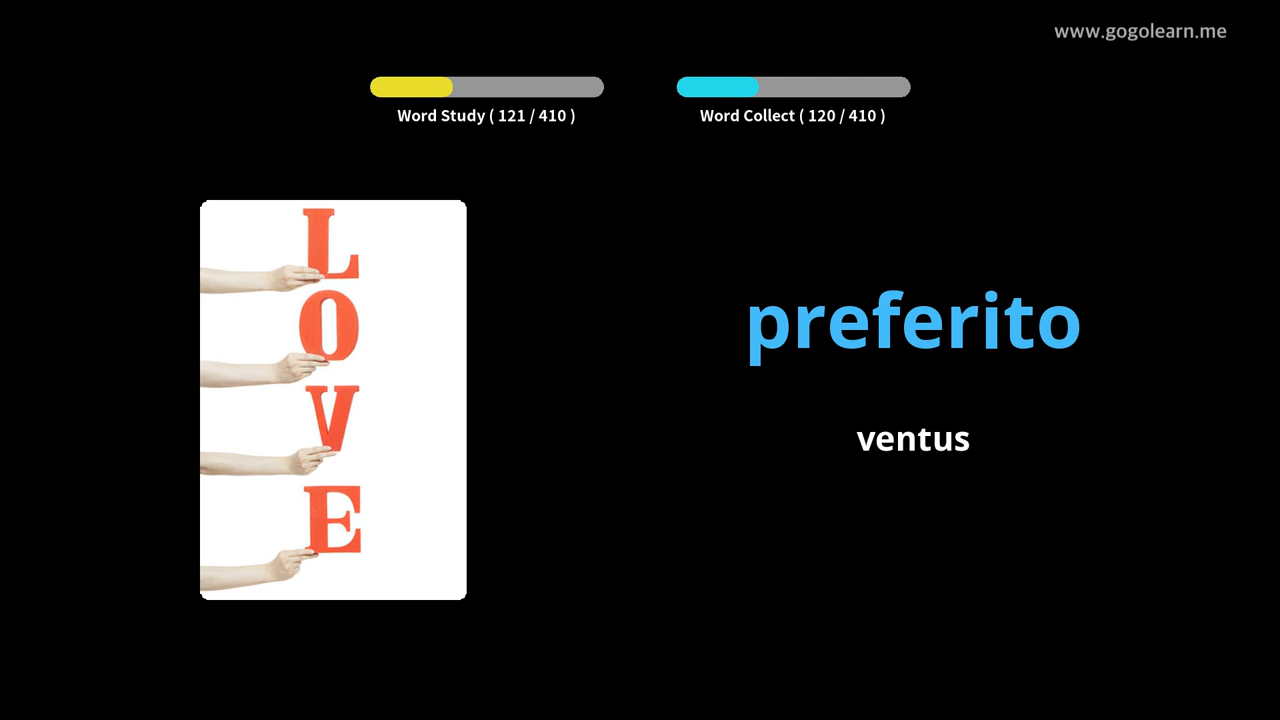 www.gogolearn.me
Word Study ( 121 / 410 )
Word Collect ( 120 / 410 )
L
O
V
E
preferito
ventus